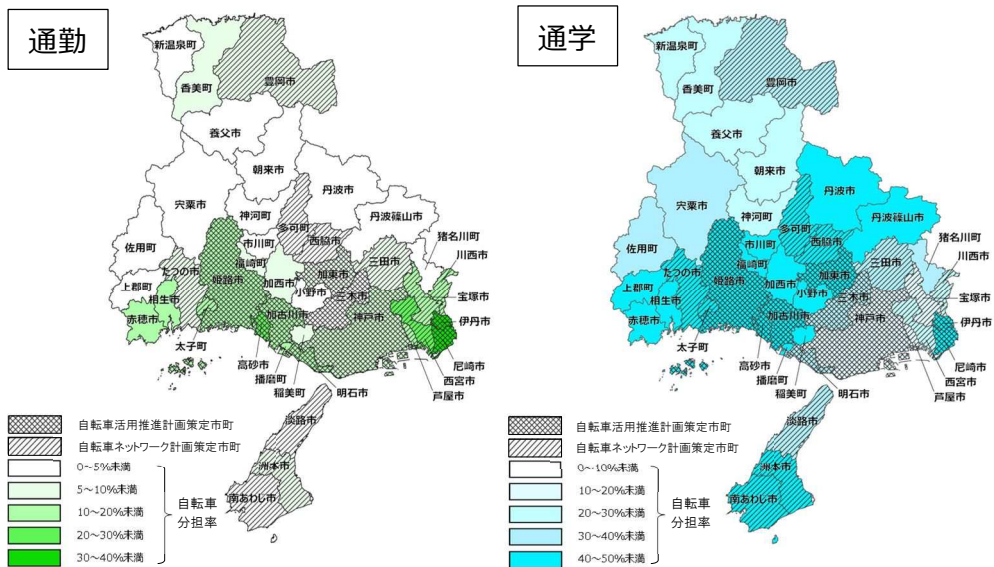 通勤
新温泉町
香美町
豊岡市
養父市
朝来市
丹波市
宍粟市
神河町
多可町
丹波篠山市
猪名川町
佐用町
市川町
西脇市
三田市
川西市
たつの市
福崎町
姫路市
加西市
加東市
上郡町
相生市
小野市
三木市
宝塚市
赤穂市
加古川市
神戸市
伊丹市
太子町
高砂市
尼崎市
播磨町
西宮市
稲美町
明石市
芦屋市
淡路市
洲本市
南あわじ市
自転車活用推進計画策定市町
自転車ネットワーク計画策定市町
0~5%未満
5~10%未満
10~20%未満
20~30%未満
30~40%未満
自転車
分担率
通学
新温泉町
香美町
豊岡市
養父市
朝来市
丹波市
宍粟市
神河町
多可町
丹波篠山市
猪名川町
佐用町
市川町
西脇市
三田市
川西市
たつの市
福崎町
姫路市
加西市
加東市
上郡町
相生市
小野市
三木市
宝塚市
赤穂市
加古川市
神戸市
伊丹市
太子町
高砂市
尼崎市
播磨町
西宮市
稲美町
明石市
芦屋市
淡路市
洲本市
南あわじ市
自転車活用推進計画策定市町
自転車ネットワーク計画策定市町
0~10%未満
10~20%未満
20~30%未満
30~40%未満
40~50%未満
自転車
分担率